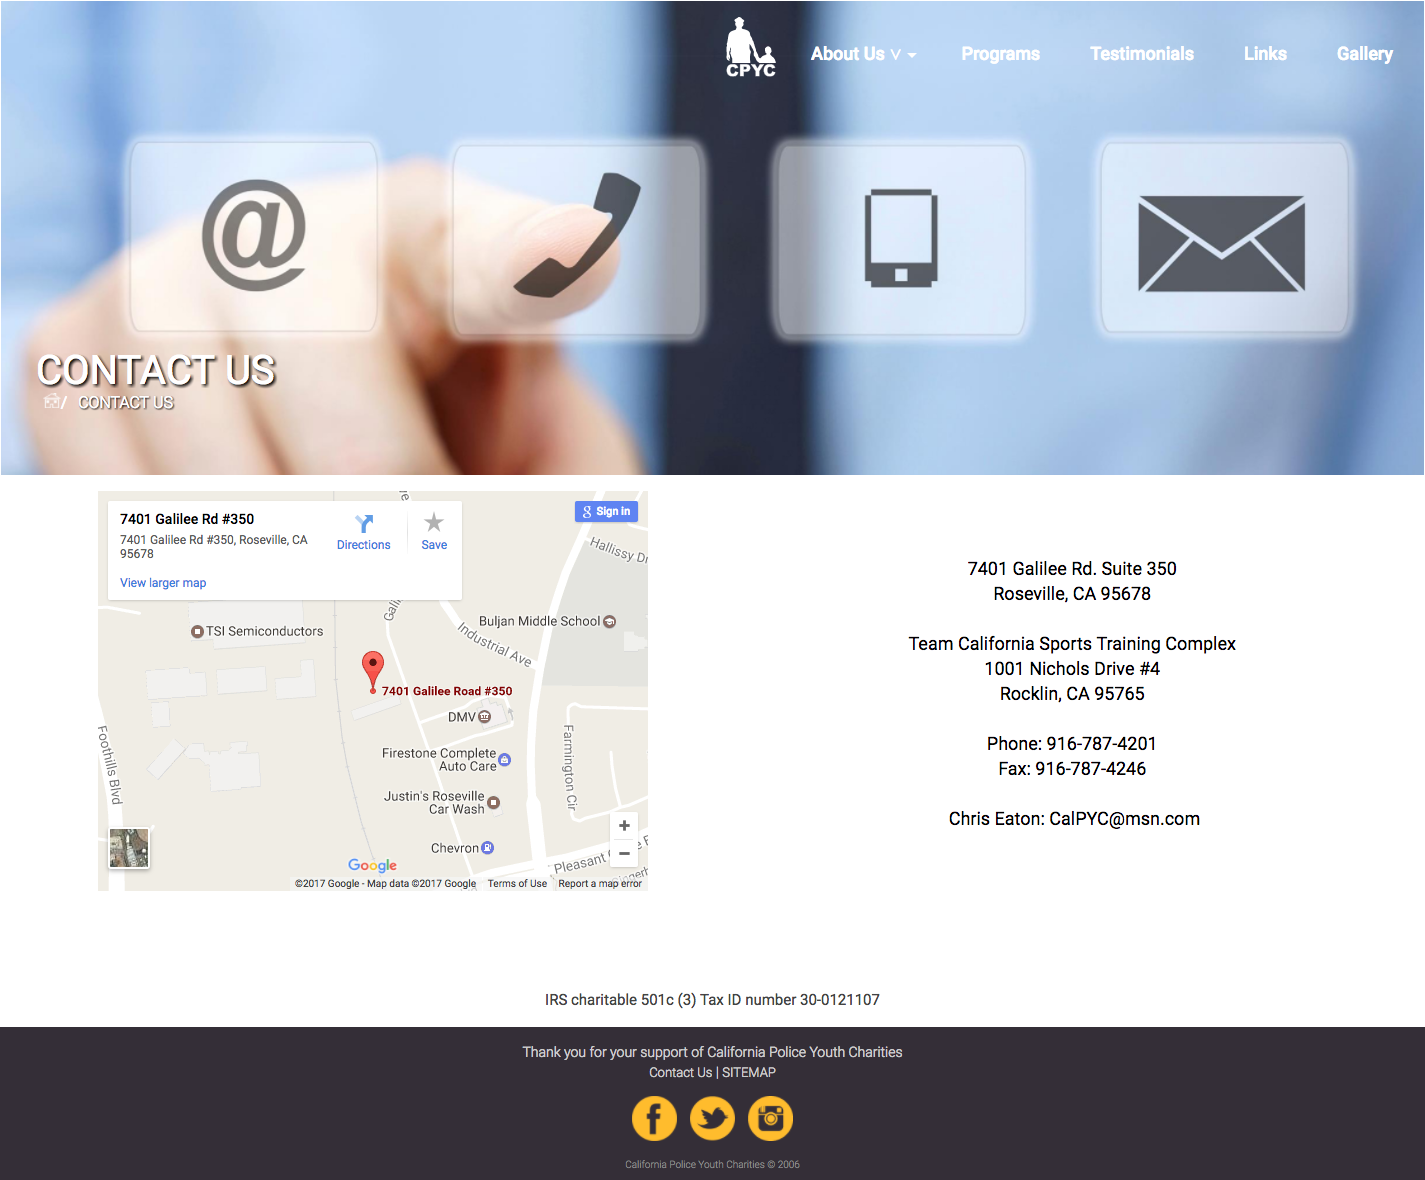 CPYC
About Us V
Programs
Testimonials
Links
Gallery
@
CONTACT US
/ CONTACT US
7401 Galilee Rd #350
7401 Galilee Rd #350, Roseville, CA
95678
View larger map
Directions
Save
Sign in
Hallissy Dr
Buljan Middle School
Industrial Ave
TSI Semiconductors
7401 Galilee Road #350
DMV
Firestone Complete
Auto Care
Farmington Cir
Foothills Blvd
Justin's Roseville
Car Wash
Chevron
+
−
Pleasant
Google
©2017 Google - Map data ©2017 Google
Terms of Use
Report a map error
7401 Galilee Rd. Suite 350
Roseville, CA 95678
Team California Sports Training Complex
1001 Nichols Drive #4
Rocklin, CA 95765
Phone: 916-787-4201
Fax: 916-787-4246
Chris Eaton: CalPYC@msn.com
IRS charitable 501c (3) Tax ID number 30-0121107
Thank you for your support of California Police Youth Charities
Contact Us | SITEMAP
California Police Youth Charities © 2006